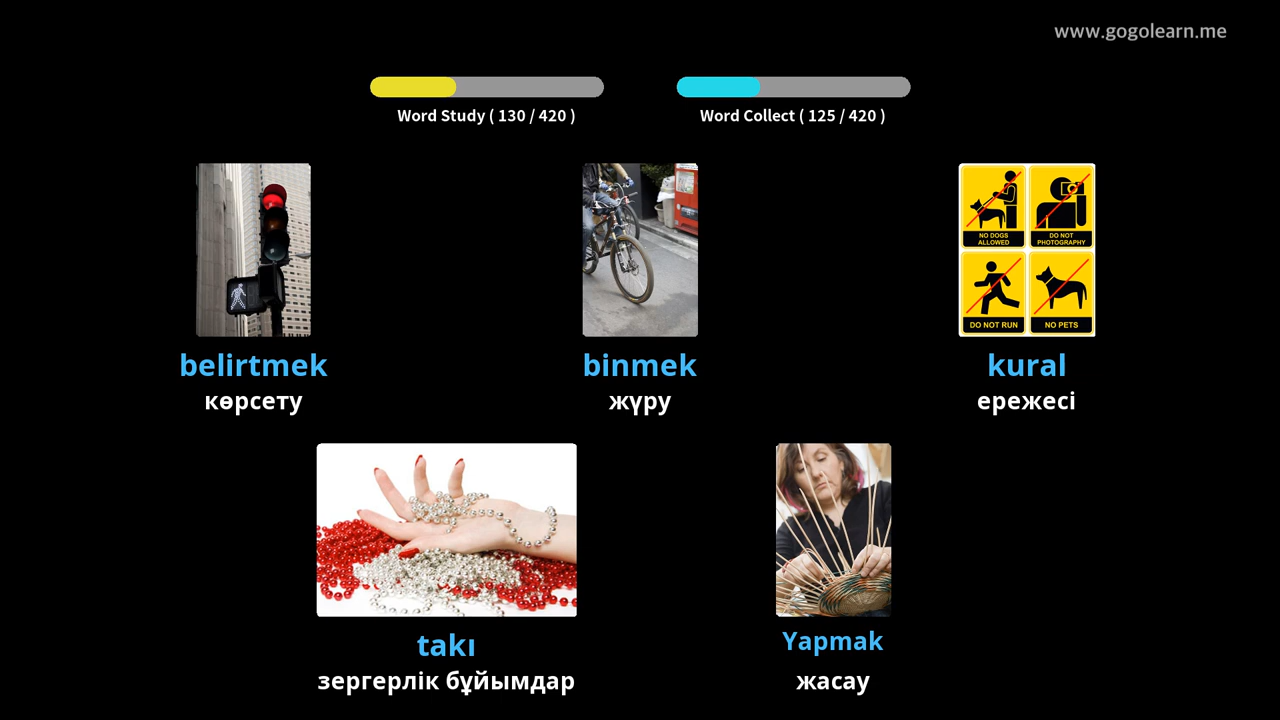 www.gogolearn.me
Word Study ( 130 / 420 )
Word Collect ( 125 / 420 )
NO DOGS
ALLOWED
DO NOT
PHOTOGRAPHY
DO NOT RUN
NO PETS
belirtmek
көрсету
binmek
жүру
kural
ережесі
takı
зергерлік бұйымдар
Yapmak
жасау